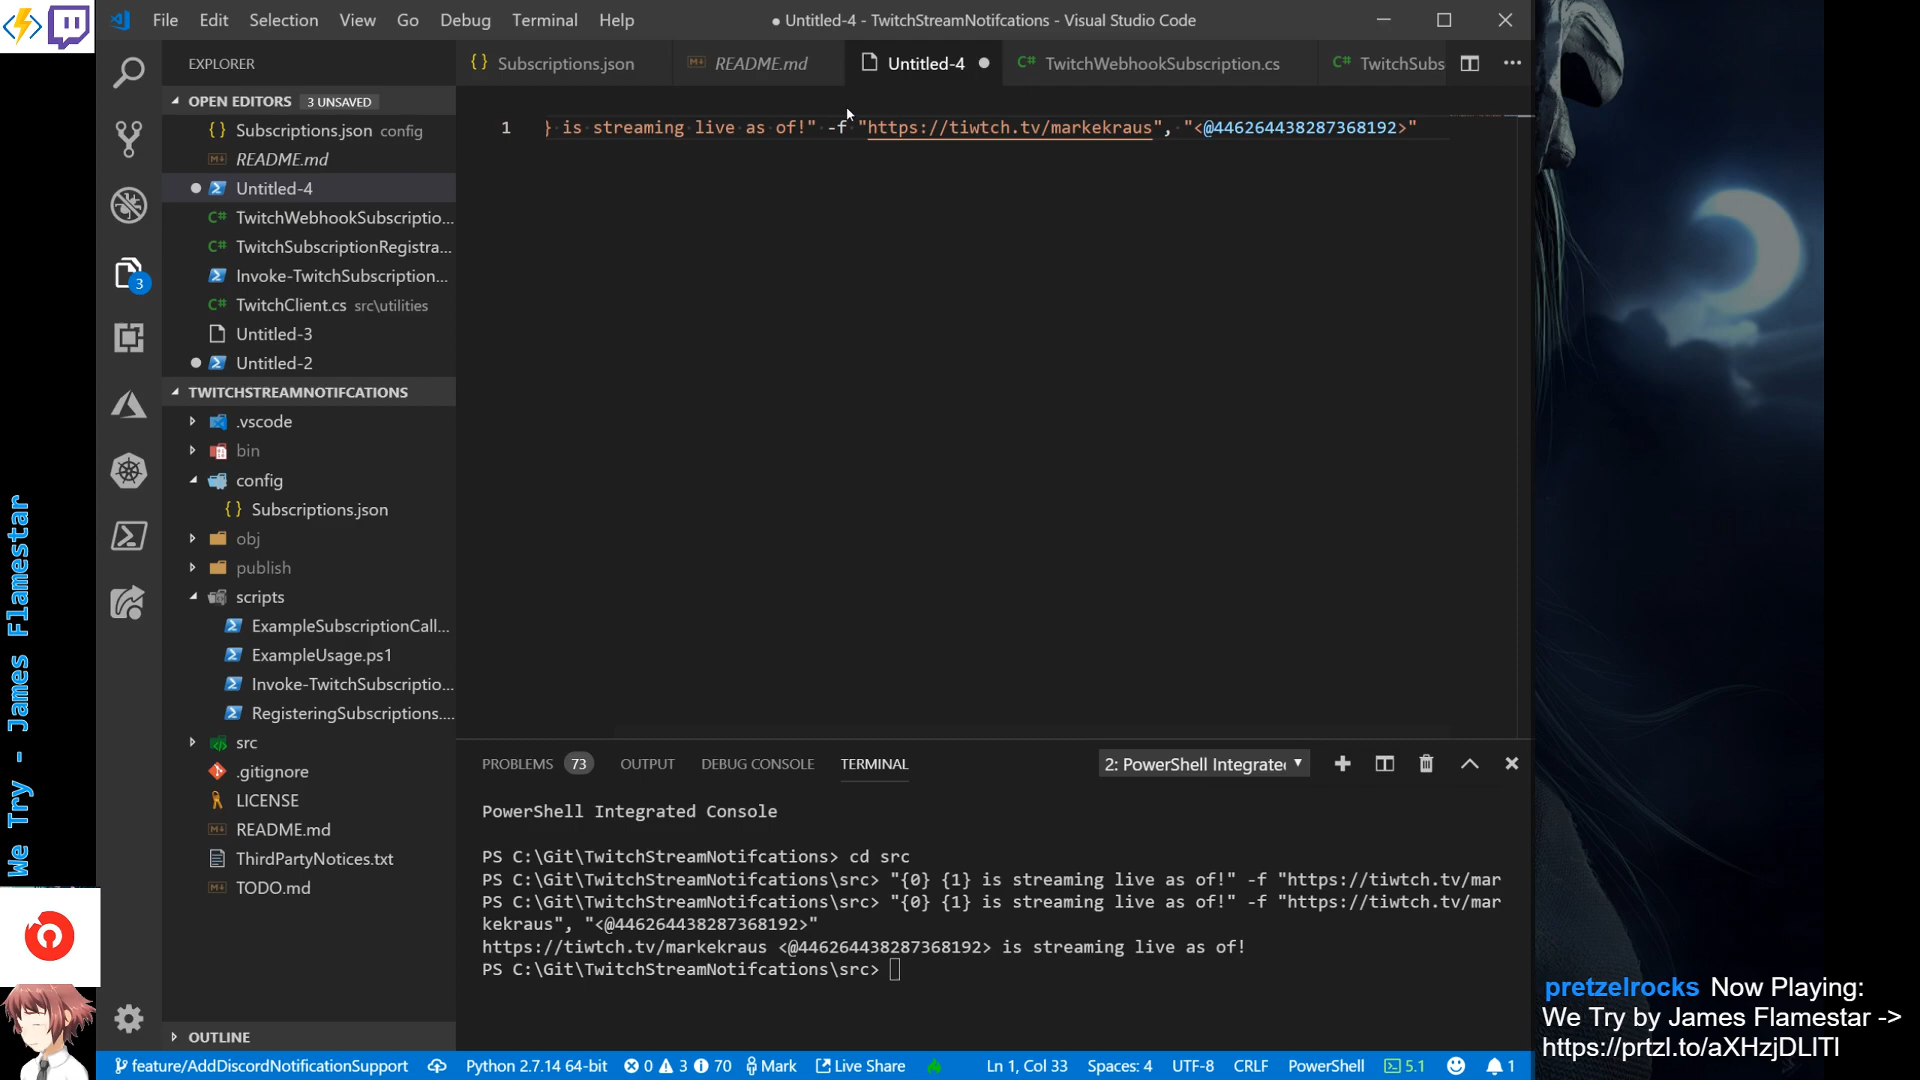 File Edit Selection View Go Debug Terminal Help
● Untitled-4 - TwitchStreamNotifcations - Visual Studio Code
EXPLORER
Subscriptions.json README.md Untitled-4 TwitchWebhookSubscription.cs TwitchSubs
OPEN EDITORS 3 UNSAVED
Subscriptions.json config
README.md
Untitled-4
TwitchWebhookSubscriptio...
TwitchSubscriptionRegistra...
Invoke-TwitchSubscription...
TwitchClient.cs src\utilities
Untitled-3
Untitled-2
TWITCHSTREAMNOTIFCATIONS
.vscode
bin
config
Subscriptions.json
obj
publish
scripts
ExampleSubscriptionCall...
ExampleUsage.ps1
Invoke-TwitchSubscriptio...
RegisteringSubscriptions....
src
.gitignore
LICENSE
README.md
ThirdPartyNotices.txt
TODO.md
OUTLINE
3
1 } is streaming live as of!" -f "https://tiwtch.tv/markekraus", "<@446264438287368192>"
PROBLEMS 73 OUTPUT DEBUG CONSOLE TERMINAL
2: PowerShell Integrated
PowerShell Integrated Console
PS C:\Git\TwitchStreamNotifcations> cd src
PS C:\Git\TwitchStreamNotifcations\src> "{0} {1} is streaming live as of!" -f "https://tiwtch.tv/mar
PS C:\Git\TwitchStreamNotifcations\src> "{0} {1} is streaming live as of!" -f "https://tiwtch.tv/mar
kekraus", "<@446264438287368192>"
https://tiwtch.tv/markekraus <@446264438287368192> is streaming live as of!
PS C:\Git\TwitchStreamNotifcations\src>
feature/AddDiscordNotificationSupport Python 2.7.14 64-bit 0 3 70 Mark Live Share Ln 1, Col 33 Spaces: 4 UTF-8 CRLF PowerShell 5.1 1
We Try - James Flamestar
pretzelrocks Now Playing:
We Try by James Flamestar ->
https://prtzl.to/aXHzjDLlTl